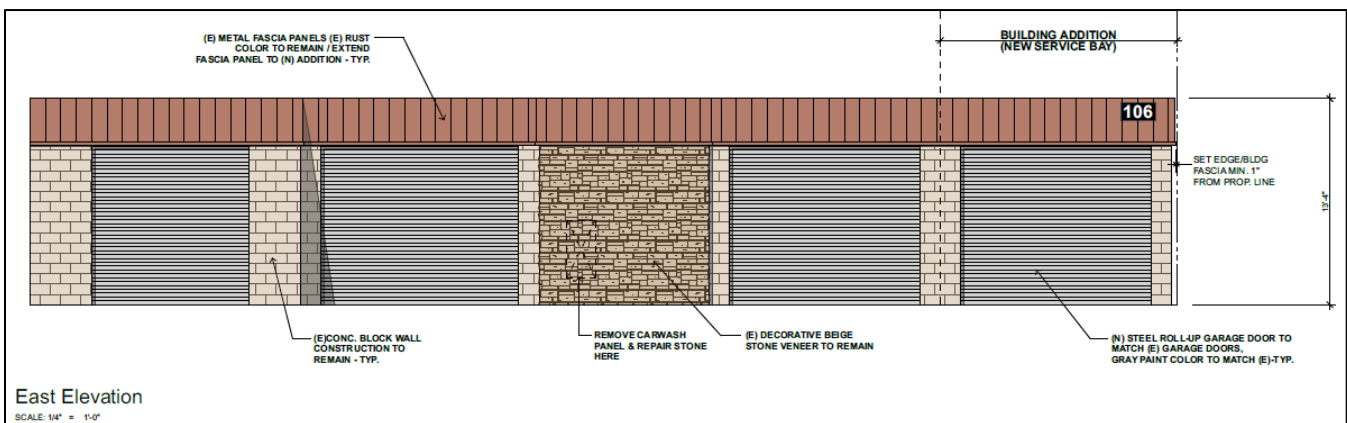 (E) METAL FASCIA PANELS (E) RUST
COLOR TO REMAIN / EXTEND
FASCIA PANEL TO (N) ADDITION - TYP.
BUILDING ADDITION
(NEW SERVICE BAY)
106
SET EDGE/BLDG
FASCIA MIN. 1"
FROM PROP. LINE
13'-4"
(E)CONC. BLOCK WALL
CONSTRUCTION TO
REMAIN - TYP.
REMOVE CARWASH
PANEL & REPAIR STONE
HERE
(E) DECORATIVE BEIGE
STONE VENEER TO REMAIN
(N) STEEL ROLL-UP GARAGE DOOR TO
MATCH (E) GARAGE DOORS,
GRAY PAINT COLOR TO MATCH (E)-TYP.
East Elevation
SCALE: 1/4" = 1'-0"